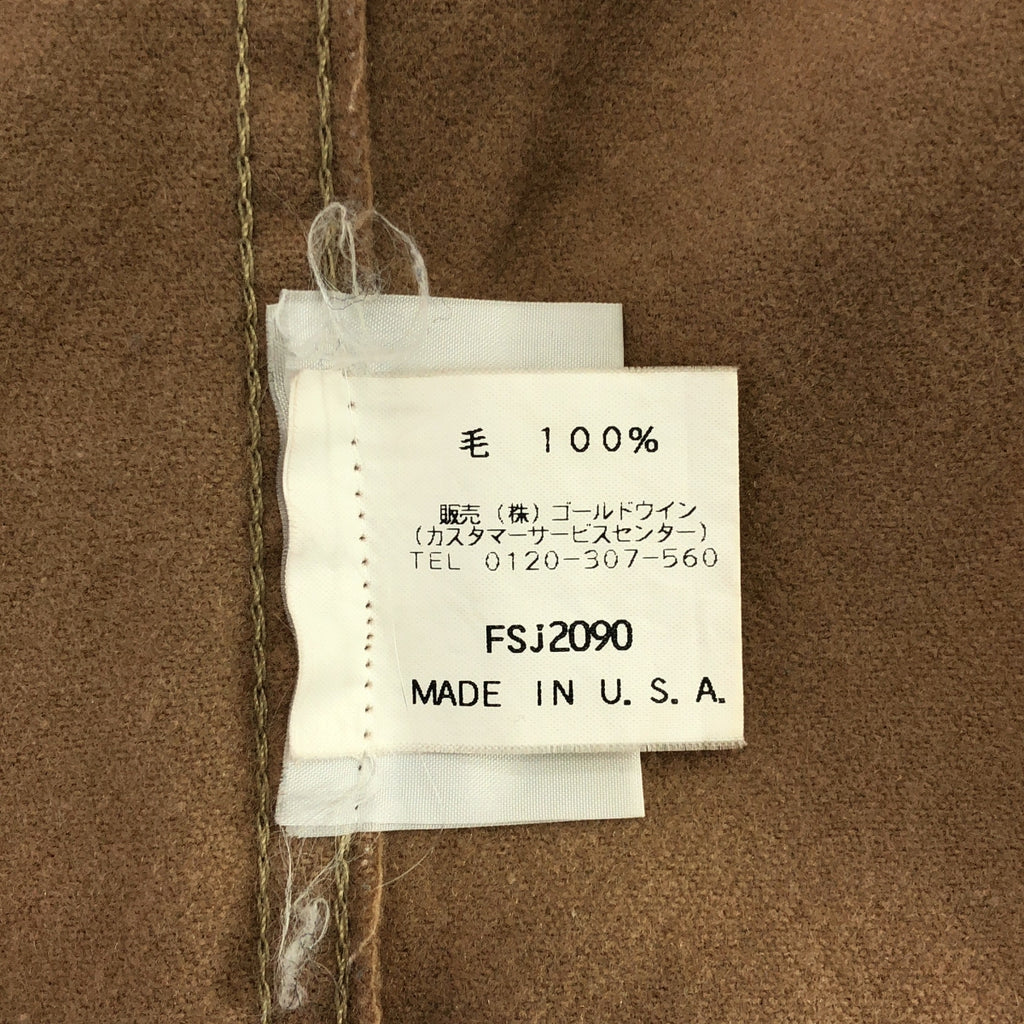 毛 100%
販売 (株) ゴールドウイン
(カスタマーサービスセンター)
TEL 0120-307-560
FSJ2090
MADE IN U.S.A.